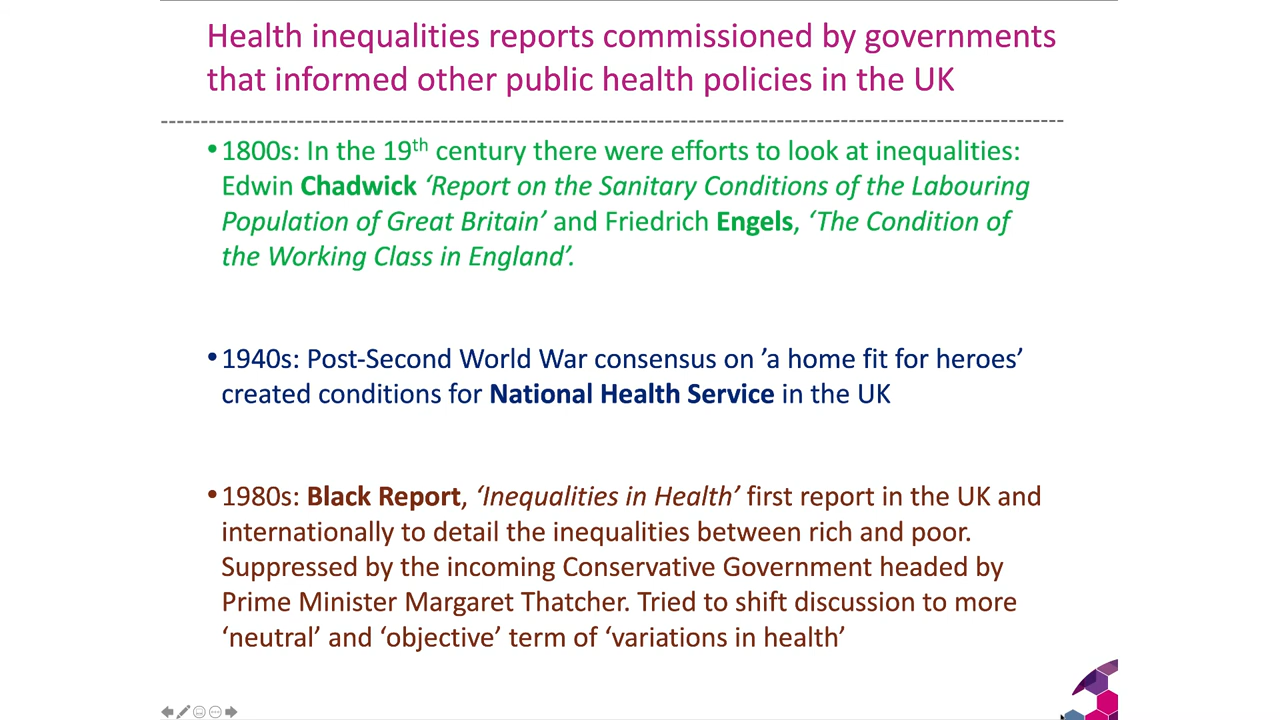 Health inequalities reports commissioned by governments
that informed other public health policies in the UK
•1800s: In the 19th century there were efforts to look at inequalities:
Edwin Chadwick ‘Report on the Sanitary Conditions of the Labouring
Population of Great Britain’ and Friedrich Engels, ‘The Condition of
the Working Class in England’.
•1940s: Post-Second World War consensus on ’a home fit for heroes’
created conditions for National Health Service in the UK
•1980s: Black Report, ‘Inequalities in Health’ first report in the UK and
internationally to detail the inequalities between rich and poor.
Suppressed by the incoming Conservative Government headed by
Prime Minister Margaret Thatcher. Tried to shift discussion to more
‘neutral’ and ‘objective’ term of ‘variations in health’